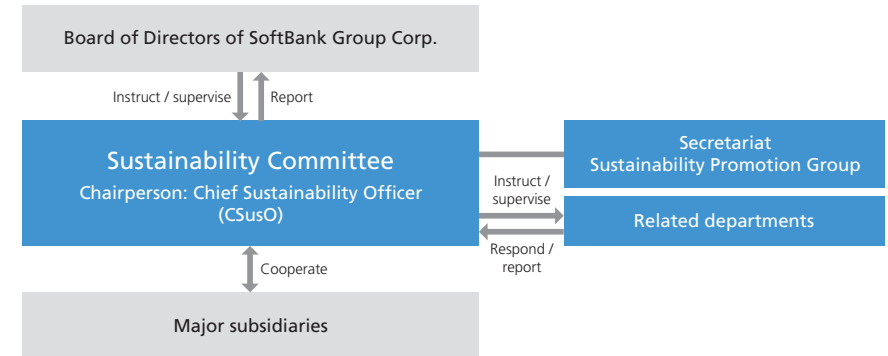 Board of Directors of SoftBank Group Corp.
Instruct / supervise
Report
Sustainability Committee
Chairperson: Chief Sustainability Officer
(CSusO)
Secretariat
Sustainability Promotion Group
Instruct /
supervise
Related departments
Respond /
report
Cooperate
Major subsidiaries